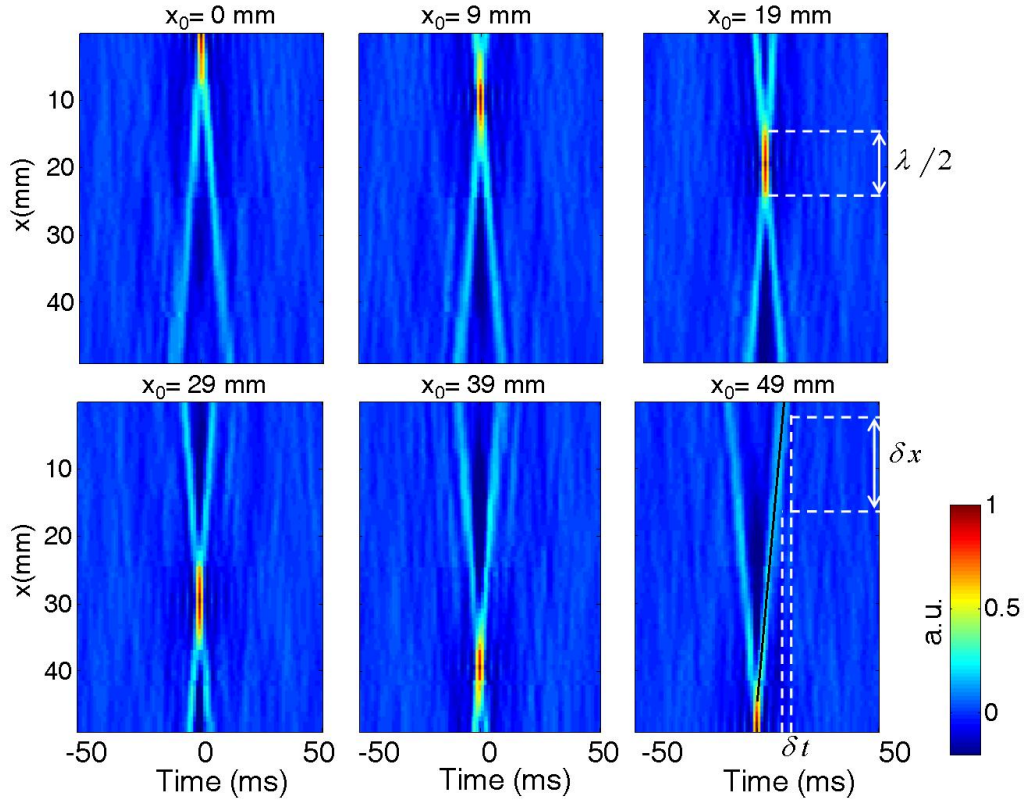 x0= 0 mm
x0= 9 mm
x0= 19 mm
x(mm)
10
20
30
40
λ /2
x0= 29 mm
x0= 39 mm
x0= 49 mm
x(mm)
10
20
30
40
δx
δt
1
0.5
0
a.u.
-50
0
50
-50
0
50
-50
50
Time (ms)
Time (ms)
Time (ms)